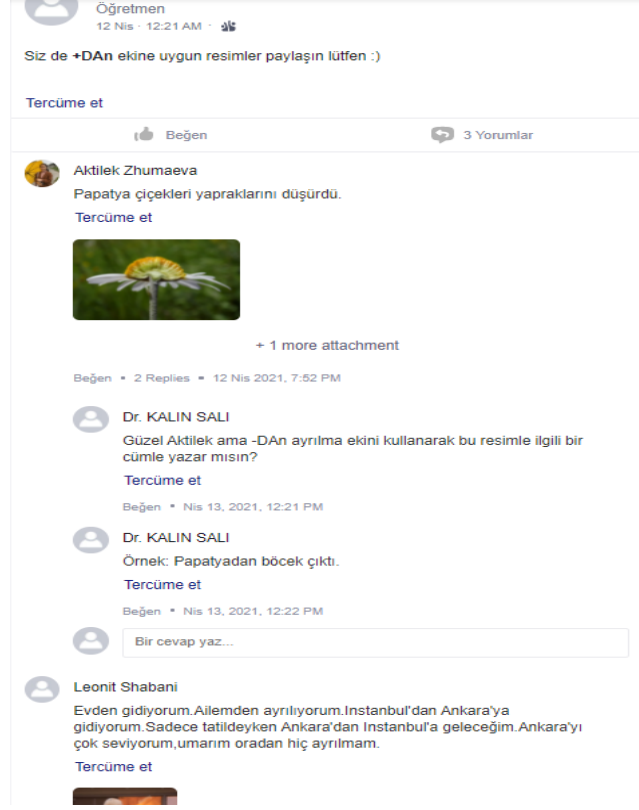 Öğretmen
12 Nis · 12:21 AM ·
Siz de +DAn ekine uygun resimler paylaşın lütfen :)
Tercüme et
Beğen
3 Yorumlar
Aktilek Zhumaeva
Papatya çiçekleri yapraklarını düşürdü.
Tercüme et
+ 1 more attachment
Beğen • 2 Replies • 12 Nis 2021, 7:52 PM
Dr. KALIN SALI
Güzel Aktilek ama -DAn ayrılma ekini kullanarak bu resimle ilgili bir
cümle yazar mısın?
Tercüme et
Beğen • Nis 13, 2021, 12:21 PM
Dr. KALIN SALI
Örnek: Papatyadan böcek çıktı.
Tercüme et
Beğen • Nis 13, 2021, 12:22 PM
Bir cevap yaz...
Leonit Shabani
Evden gidiyorum.Ailemden ayrılıyorum.Instanbul'dan Ankara'ya
gidiyorum.Sadece tatildeyken Ankara'dan Instanbul'a geleceğim.Ankara'yı
çok seviyorum,umarım oradan hiç ayrılmam.
Tercüme et